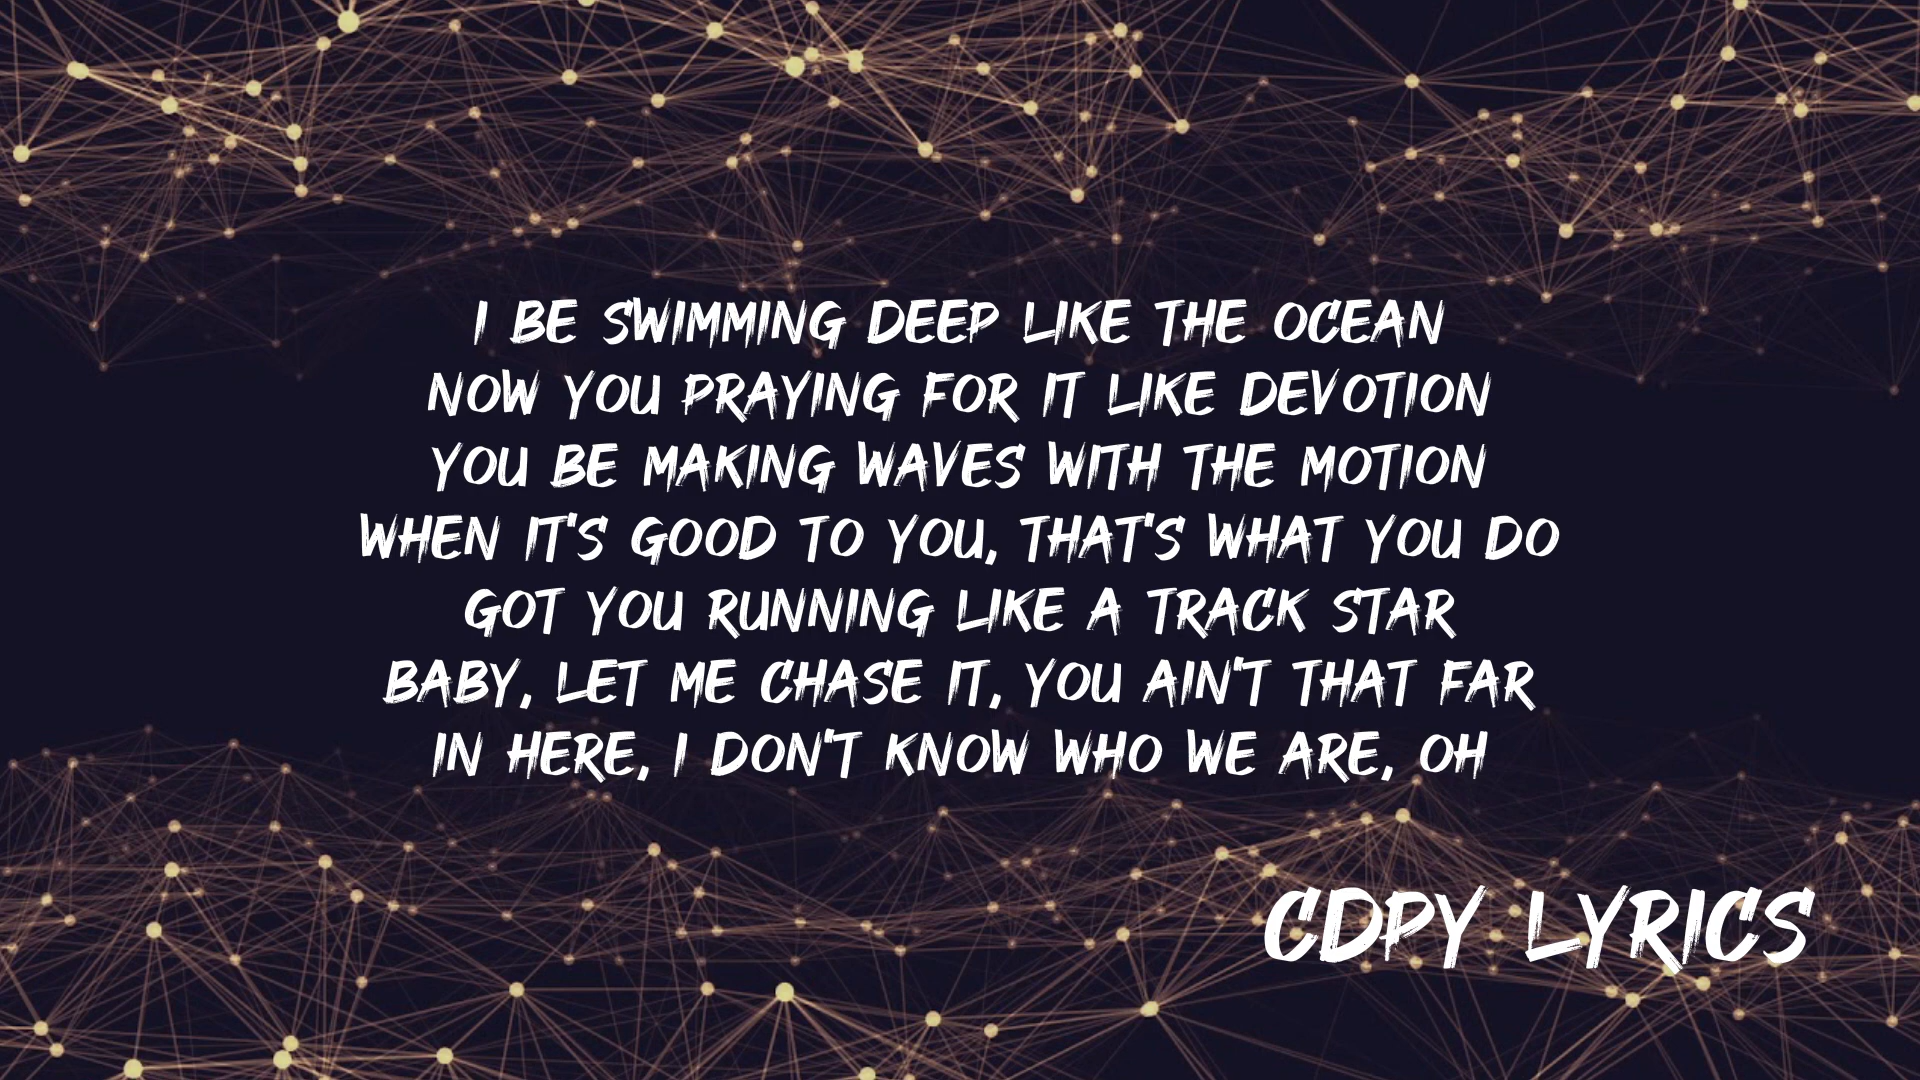 I BE SWIMMING DEEP LIKE THE OCEAN
NOW YOU PRAYING FOR IT LIKE DEVOTION
YOU BE MAKING WAVES WITH THE MOTION
WHEN IT'S GOOD TO YOU, THAT'S WHAT YOU DO
GOT YOU RUNNING LIKE A TRACK STAR
BABY, LET ME CHASE IT, YOU AIN'T THAT FAR
IN HERE, I DON'T KNOW WHO WE ARE, OH
CDPY LYRICS